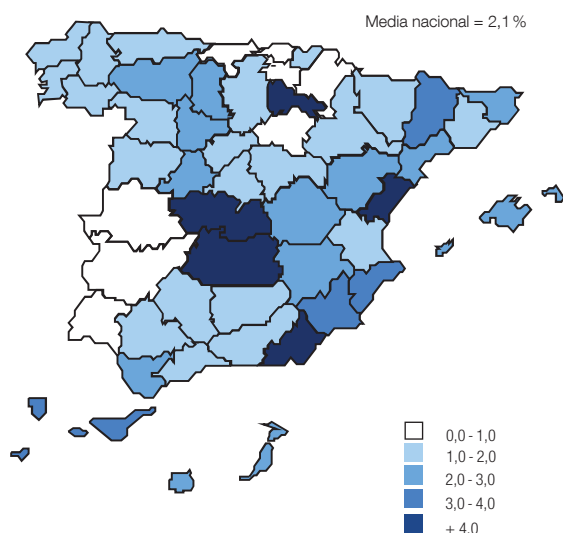 Media nacional = 2,1 %
0,0 - 1,0
1,0 - 2,0
2,0 - 3,0
3,0 - 4,0
+ 4,0